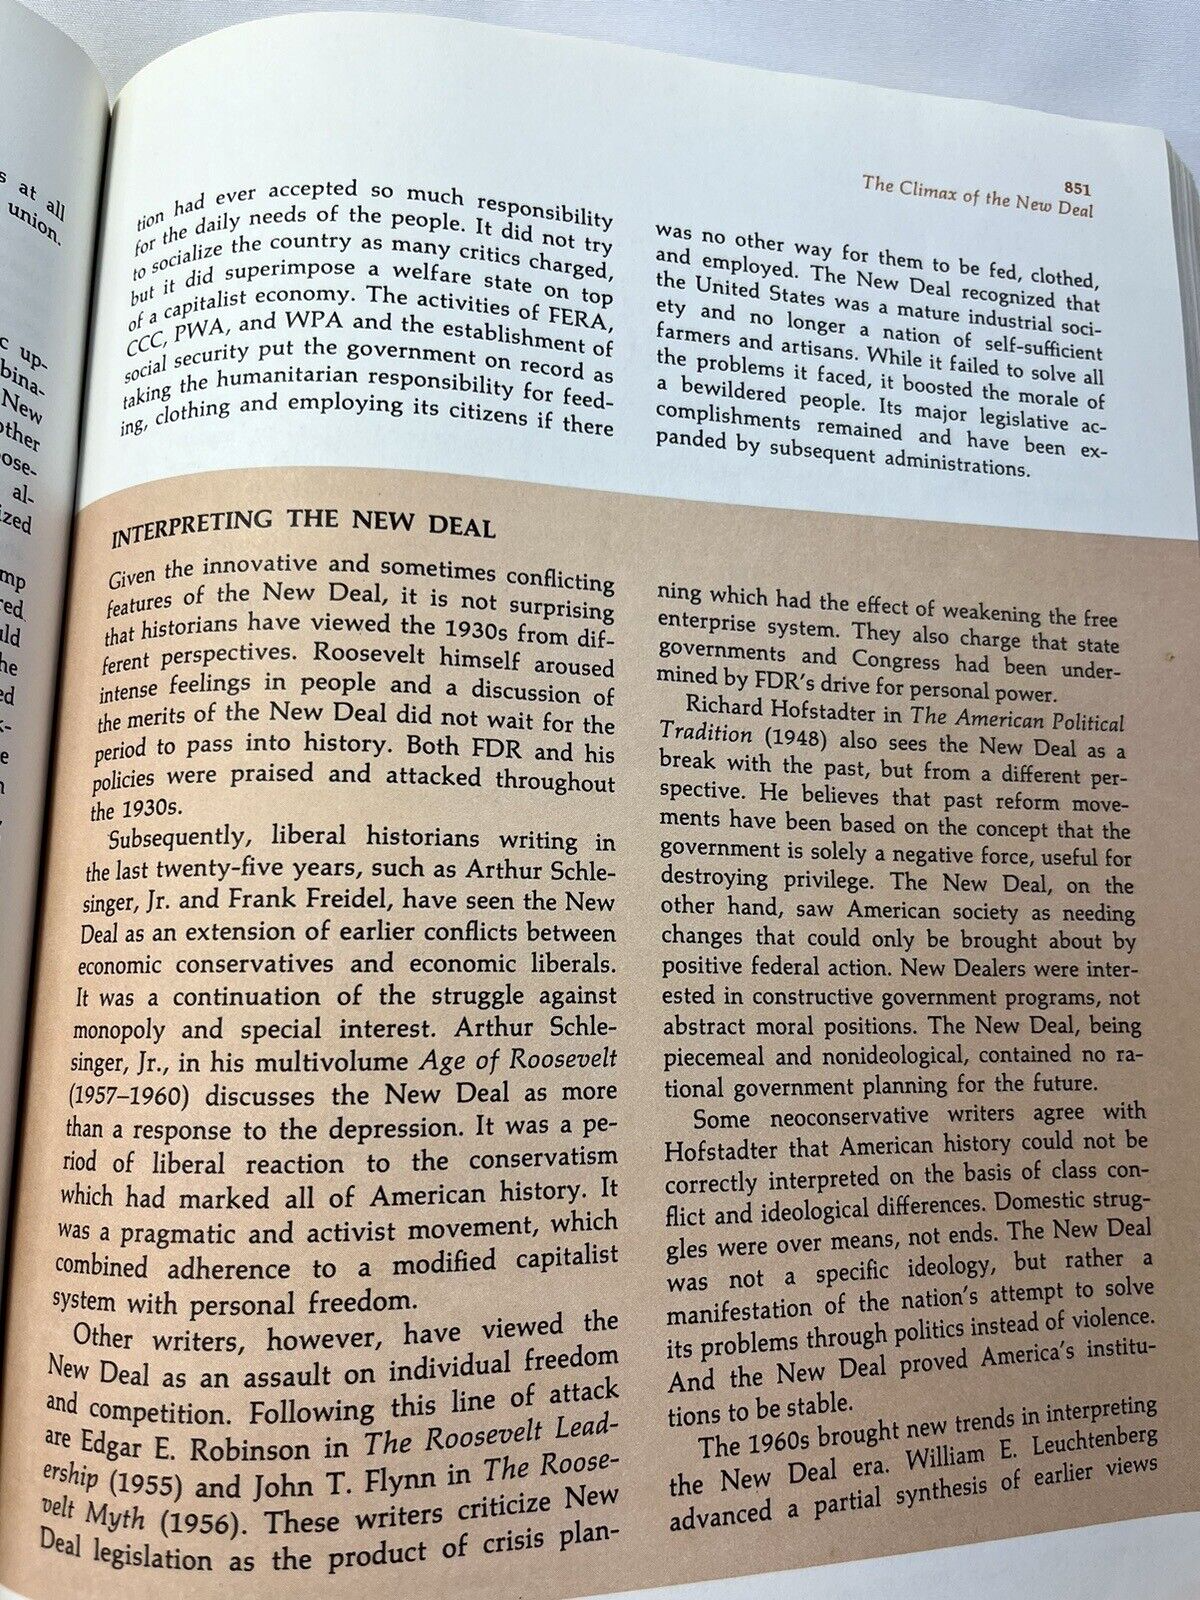 s at all
union.
c up-
bina-
New
other
pose-
al-
ized
mp
red
uld
he
ed
k-
e
n
851
The Climax of the New Deal
tion had ever accepted so much responsibility
for the daily needs of the people. It did not try
to socialize the country as many critics charged,
but it did superimpose a welfare state on top
of a capitalist economy. The activities of FERA,
CCC, PWA, and WPA and the establishment of
social security put the government on record as
taking the humanitarian responsibility for feed-
ing, clothing and employing its citizens if there
was no other way for them to be fed, clothed,
and employed. The New Deal recognized that
the United States was a mature industrial soci-
ety and no longer a nation of self-sufficient
farmers and artisans. While it failed to solve all
the problems it faced, it boosted the morale of
a bewildered people. Its major legislative ac-
complishments remained and have been ex-
panded by subsequent administrations.
INTERPRETING THE NEW DEAL
Given the innovative and sometimes conflicting
features of the New Deal, it is not surprising
that historians have viewed the 1930s from dif-
ferent perspectives. Roosevelt himself aroused
intense feelings in people and a discussion of
the merits of the New Deal did not wait for the
period to pass into history. Both FDR and his
policies were praised and attacked throughout
the 1930s.
Subsequently, liberal historians writing in
the last twenty-five years, such as Arthur Schle-
singer, Jr. and Frank Freidel, have seen the New
Deal as an extension of earlier conflicts between
economic conservatives and economic liberals.
It was a continuation of the struggle against
monopoly and special interest. Arthur Schle-
singer, Jr., in his multivolume Age of Roosevelt
(1957–1960) discusses the New Deal as more
than a response to the depression. It was a pe-
riod of liberal reaction to the conservatism
which had marked all of American history. It
was a pragmatic and activist movement, which
combined adherence to a modified capitalist
system with personal freedom.
Other writers, however, have viewed the
New Deal as an assault on individual freedom
and competition. Following this line of attack
are Edgar E. Robinson in The Roosevelt Lead-
ership (1955) and John T. Flynn in The Roose-
velt Myth (1956). These writers criticize New
Deal legislation as the product of crisis plan-
ning which had the effect of weakening the free
enterprise system. They also charge that state
governments and Congress had been under-
mined by FDR's drive for personal power.
Richard Hofstadter in The American Political
Tradition (1948) also sees the New Deal as a
break with the past, but from a different per-
spective. He believes that past reform move-
ments have been based on the concept that the
government is solely a negative force, useful for
destroying privilege. The New Deal, on the
other hand, saw American society as needing
changes that could only be brought about by
positive federal action. New Dealers were inter-
ested in constructive government programs, not
abstract moral positions. The New Deal, being
piecemeal and nonideological, contained no ra-
tional government planning for the future.
Some neoconservative writers agree with
Hofstadter that American history could not be
correctly interpreted on the basis of class con-
flict and ideological differences. Domestic strug-
gles were over means, not ends. The New Deal
was not a specific ideology, but rather a
manifestation of the nation's attempt to solve
its problems through politics instead of violence.
And the New Deal proved America's institu-
tions to be stable.
The 1960s brought new trends in interpreting
the New Deal era. William E. Leuchtenberg
advanced a partial synthesis of earlier views